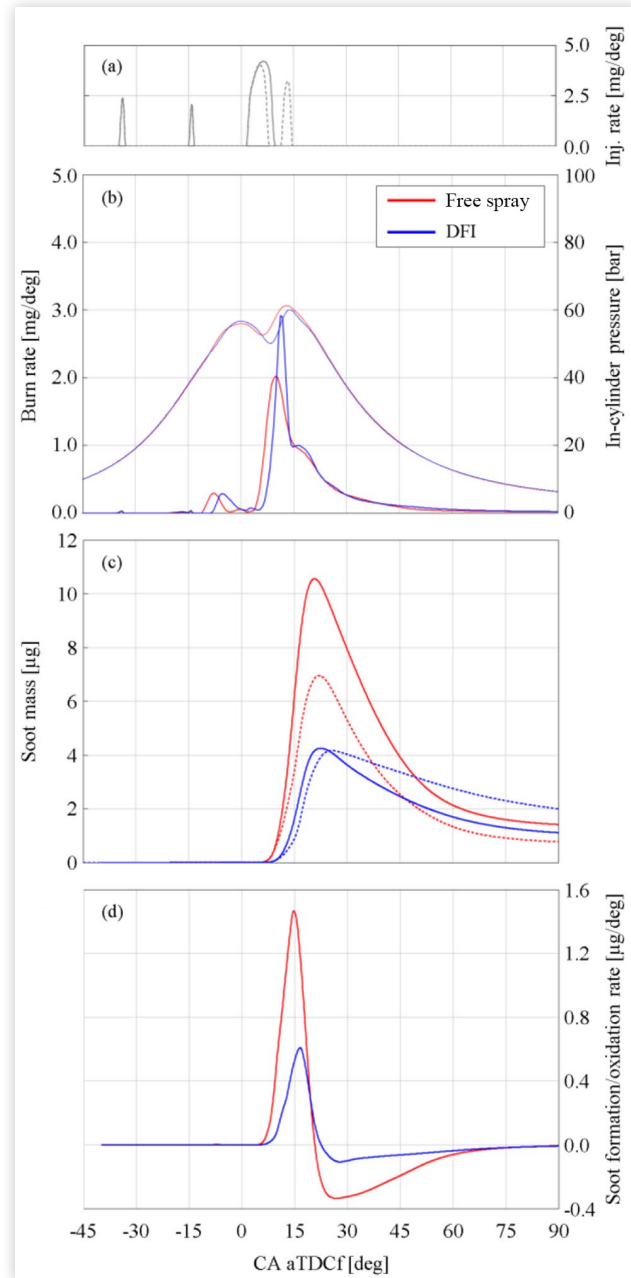 (a)
5.0
2.5
0.0
Inj. rate [mg/deg]
(b)
Free spray
DFI
5.0
4.0
3.0
2.0
1.0
0.0
Burn rate [mg/deg]
100
80
60
40
20
0
In-cylinder pressure [bar]
(c)
12
10
8
6
4
2
0
Soot mass [µg]
(d)
1.6
1.2
0.8
0.4
0.0
-0.4
Soot formation/oxidation rate [µg/deg]
-45 -30 -15 0 15 30 45 60 75 90
CA aTDCf [deg]